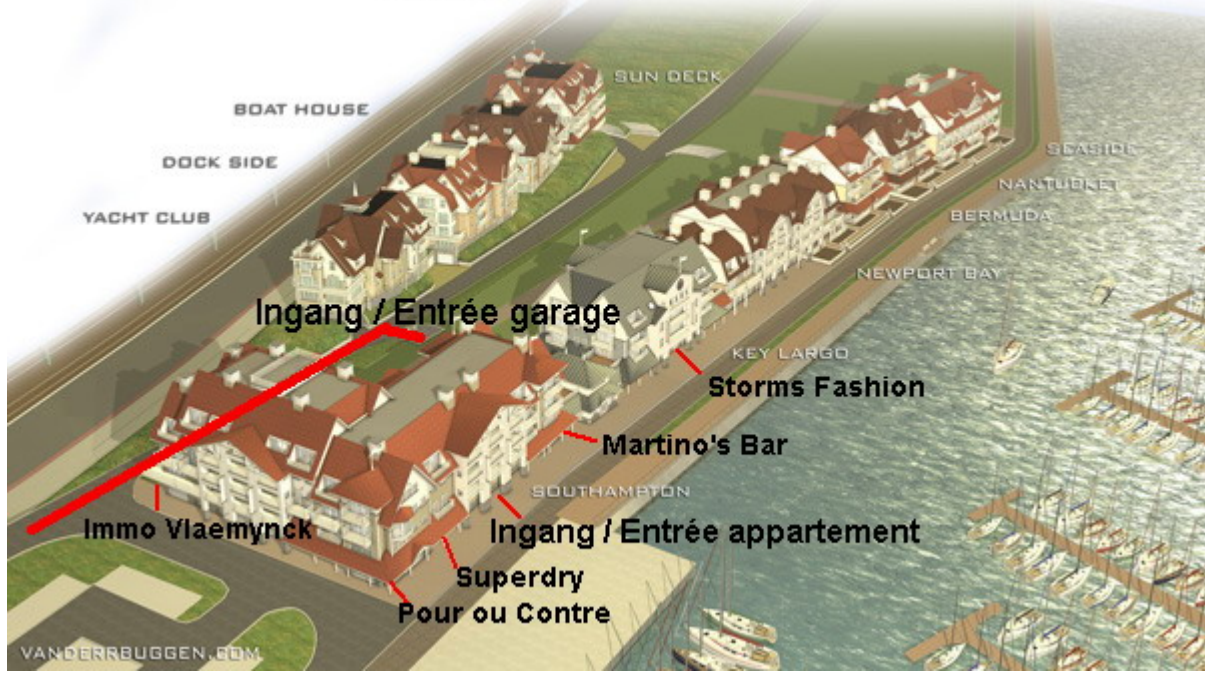 SUN DECK
BOAT HOUSE
DOCK SIDE
YACHT CLUB
SEASIDE
NANTUCKET
BERMUDA
NEWPORT BAY
Ingang / Entrée garage
KEY LARGO
Storms Fashion
Martino's Bar
SOUTHAMPTON
Immo Vlaemynck
Ingang / Entrée appartement
Superdry
Pour ou Contre
VANDERRBUGGEN.COM